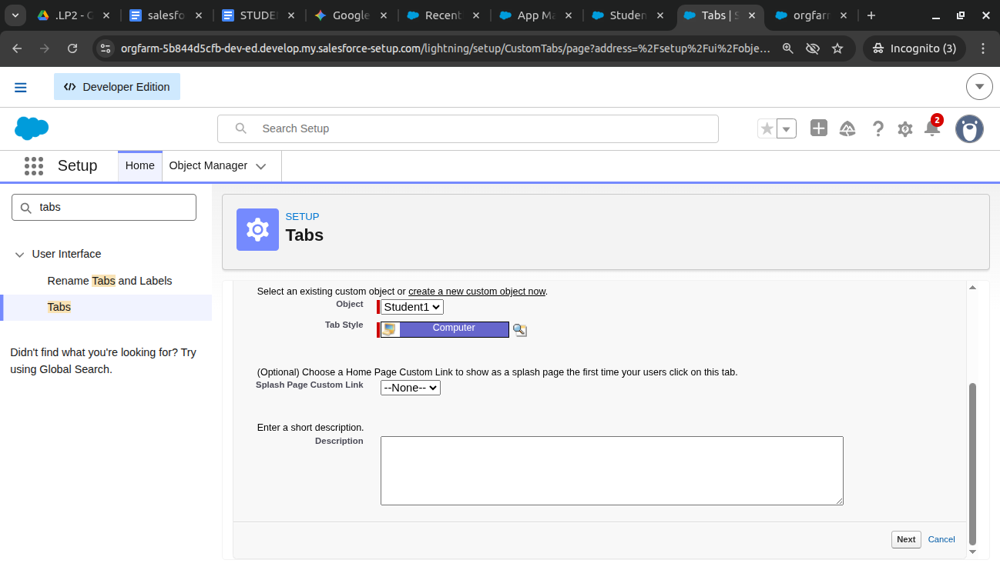 .LP2 - G
salesfo
STUDE
Google
Recent
App Ma
Studen
Tabs | S
orgfarm
orgfarm-5b844d5cfb-dev-ed.develop.my.salesforce-setup.com/lightning/setup/CustomTabs/page?address=%2Fsetup%2Fui%2Fobje...
Incognito (3)
Developer Edition
Search Setup
2
Setup
Home
Object Manager
tabs
User Interface
Rename Tabs and Labels
Tabs
Didn't find what you're looking for? Try
using Global Search.
SETUP
Tabs
Select an existing custom object or create a new custom object now.
Object
Student1
Tab Style
Computer
(Optional) Choose a Home Page Custom Link to show as a splash page the first time your users click on this tab.
Splash Page Custom Link
--None--
Enter a short description.
Description
Next
Cancel